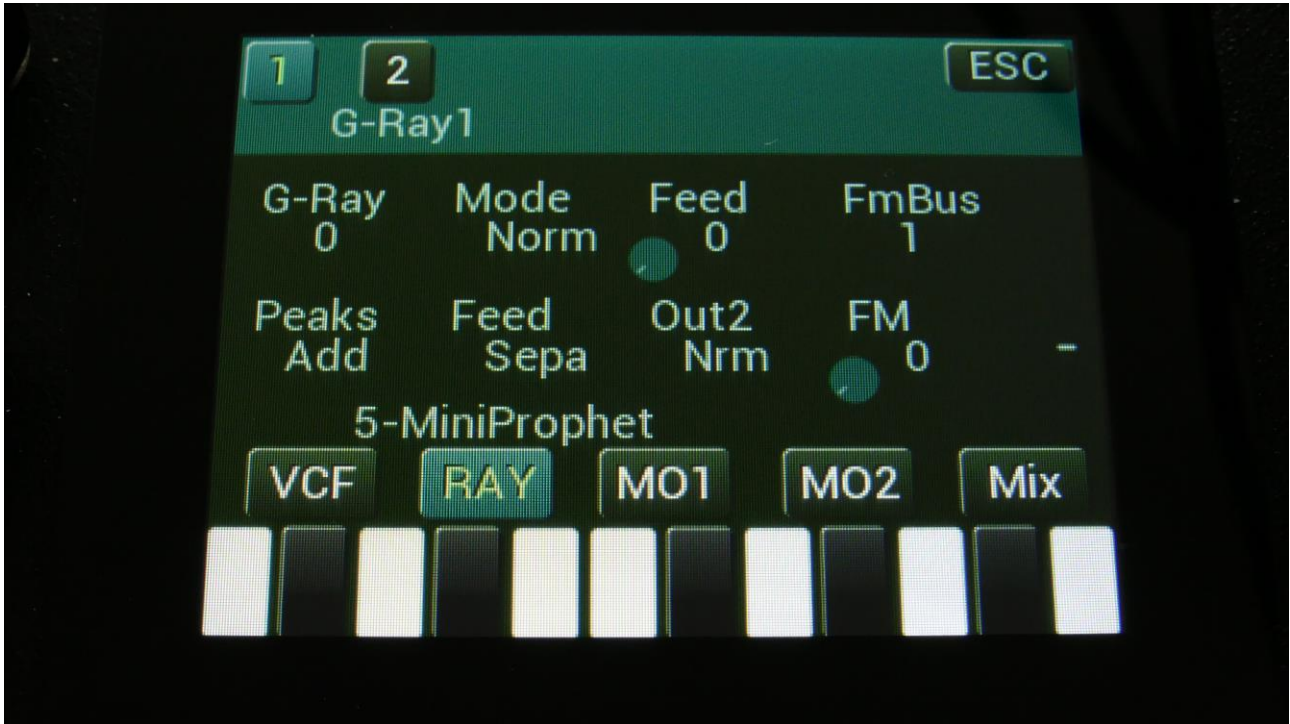 1 2 ESC
G-Ray1
G-Ray Mode Feed FmBus
0 Norm 0 1
Peaks Feed Out2 FM
Add Sepa Nrm 0 -
5-MiniProphet
VCF RAY MO1 MO2 Mix